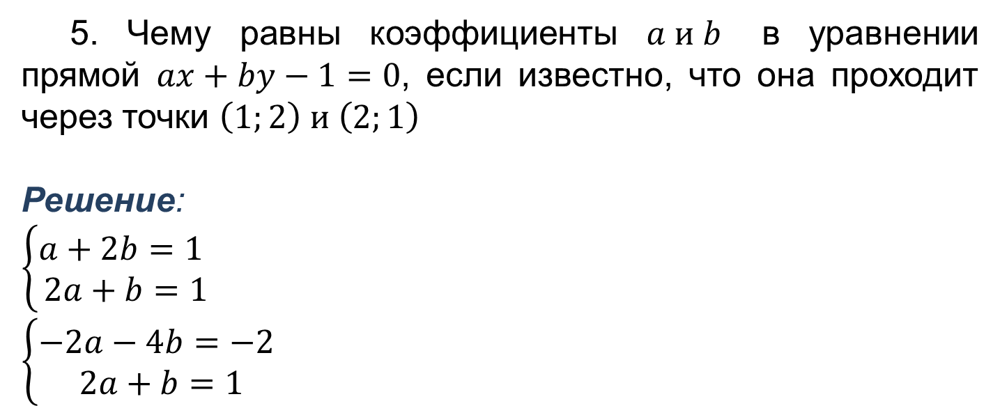 5. Чему равны коэффициенты a и b в уравнении
прямой ax + by − 1 = 0, если известно, что она проходит
через точки (1; 2) и (2; 1)
Решение:
{a + 2b = 1
2a + b = 1
{−2a − 4b = −2
2a + b = 1